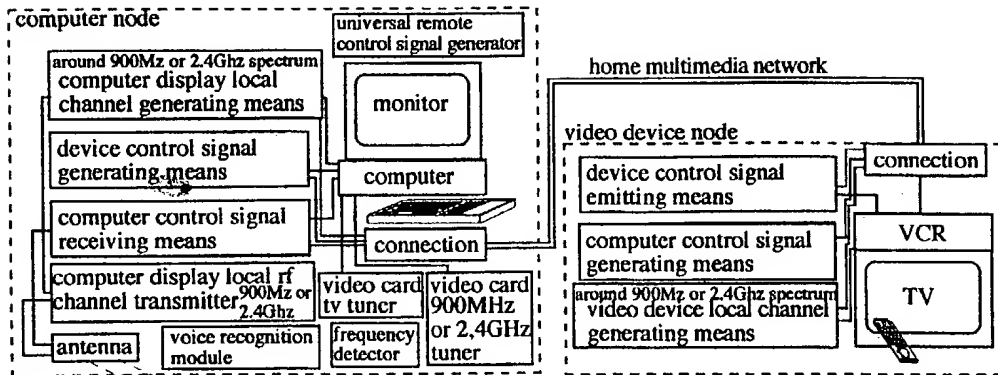 computer node
universal remote
control signal generator
around 900Mz or 2.4Ghz spectrum
computer display local
channel generating means
monitor
device control signal
generating means
computer
computer control signal
receiving means
connection
computer display local rf
channel transmitter 900Mz or
2.4Ghz
video card
tv tuner
video card
900MHz
or 2,4GHz
tuner
antenna
voice recognition
module
frequency
detector
home multimedia network
video device node
connection
device control signal
emitting means
VCR
computer control signal
generating means
TV
around 900Mz or 2.4Ghz spectrum
video device local channel
generating means